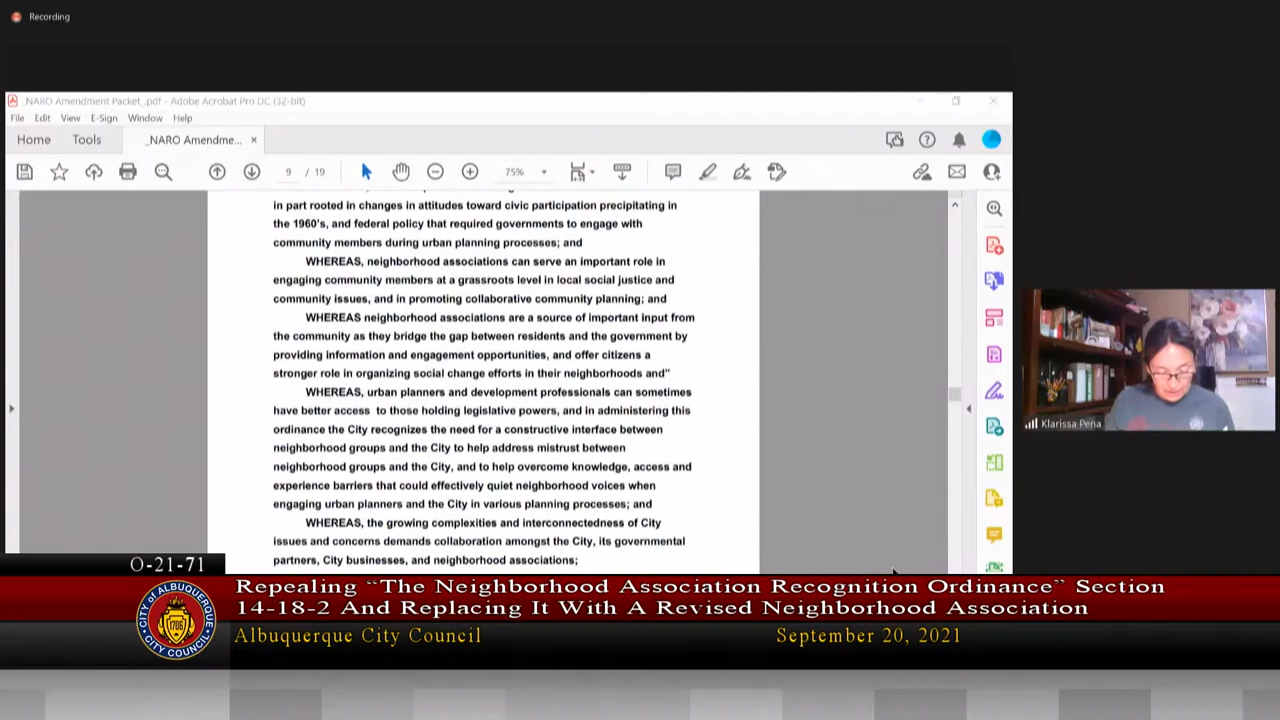 Recording
_NARO Amendment Packet_.pdf - Adobe Acrobat Pro DC (32-bit)
File Edit View E-Sign Window Help
Home Tools _NARO Amendme... ×
9 / 19 75%
in part rooted in changes in attitudes toward civic participation precipitating in
the 1960's, and federal policy that required governments to engage with
community members during urban planning processes; and
WHEREAS, neighborhood associations can serve an important role in
engaging community members at a grassroots level in local social justice and
community issues, and in promoting collaborative community planning; and
WHEREAS neighborhood associations are a source of important input from
the community as they bridge the gap between residents and the government by
providing information and engagement opportunities, and offer citizens a
stronger role in organizing social change efforts in their neighborhoods and"
WHEREAS, urban planners and development professionals can sometimes
have better access to those holding legislative powers, and in administering this
ordinance the City recognizes the need for a constructive interface between
neighborhood groups and the City to help address mistrust between
neighborhood groups and the City, and to help overcome knowledge, access and
experience barriers that could effectively quiet neighborhood voices when
engaging urban planners and the City in various planning processes; and
WHEREAS, the growing complexities and interconnectedness of City
issues and concerns demands collaboration amongst the City, its governmental
partners, City businesses, and neighborhood associations;
Klarissa Pena
O-21-71
Repealing “The Neighborhood Association Recognition Ordinance” Section
14-18-2 And Replacing It With A Revised Neighborhood Association
Albuquerque City Council September 20, 2021
CITY OF ALBUQUERQUE
1706
CITY COUNCIL